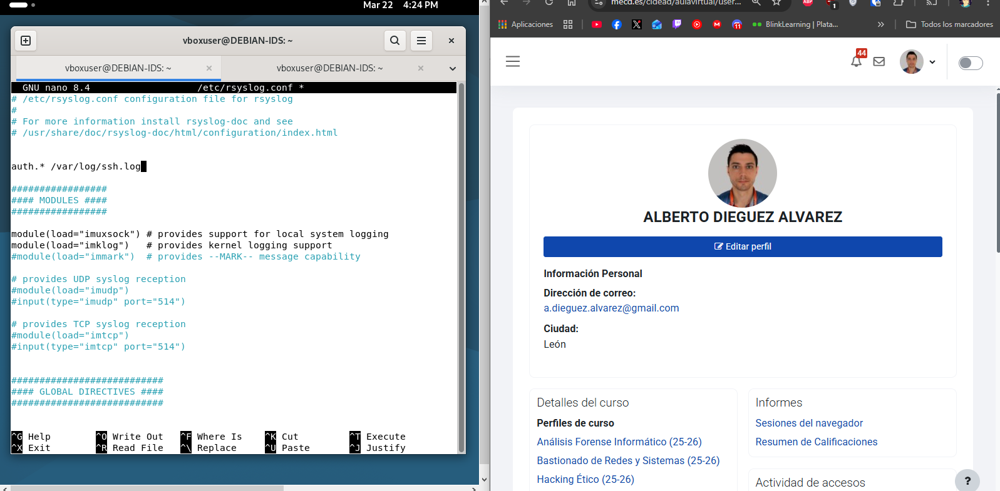 Mar 22 4:24 PM
vboxuser@DEBIAN-IDS: ~
vboxuser@DEBIAN-IDS: ~
vboxuser@DEBIAN-IDS: ~
GNU nano 8.4 /etc/rsyslog.conf *
# /etc/rsyslog.conf configuration file for rsyslog
#
# For more information install rsyslog-doc and see
# /usr/share/doc/rsyslog-doc/html/configuration/index.html
auth.* /var/log/ssh.log
#################
#### MODULES ####
#################
module(load="imuxsock") # provides support for local system logging
module(load="imklog")   # provides kernel logging support
#module(load="immark")  # provides --MARK-- message capability
# provides UDP syslog reception
#module(load="imudp")
#input(type="imudp" port="514")
# provides TCP syslog reception
#module(load="imtcp")
#input(type="imtcp" port="514")
###########################
#### GLOBAL DIRECTIVES ####
###########################
^G Help ^O Write Out ^F Where Is ^K Cut ^T Execute
^X Exit ^R Read File ^\ Replace ^U Paste ^J Justify
mecd.es/cidead/aulavirtual/user...
ABP
1
Aplicaciones
11
BlinkLearning | Plata...
Todos los marcadores
44
ALBERTO DIEGUEZ ALVAREZ
Editar perfil
Información Personal
Dirección de correo:
a.dieguez.alvarez@gmail.com
Ciudad:
León
Detalles del curso
Perfiles de curso
Análisis Forense Informático (25-26)
Bastionado de Redes y Sistemas (25-26)
Hacking Ético (25-26)
Informes
Sesiones del navegador
Resumen de Calificaciones
Actividad de accesos
?